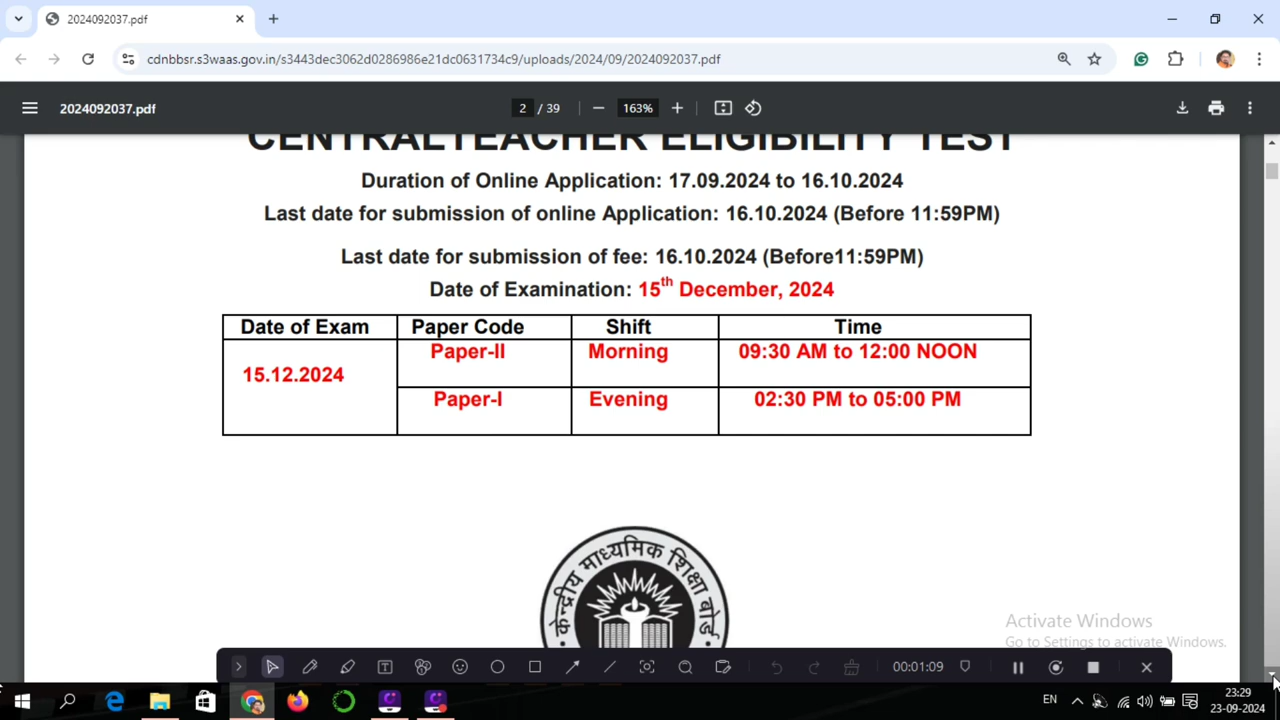 2024092037.pdf
cdnbbsr.s3waas.gov.in/s3443dec3062d0286986e21dc0631734c9/uploads/2024/09/2024092037.pdf
2024092037.pdf
2 / 39
163%
CENTRALTEACHER ELIGIBILITY TEST
Duration of Online Application: 17.09.2024 to 16.10.2024
Last date for submission of online Application: 16.10.2024 (Before 11:59PM)
Last date for submission of fee: 16.10.2024 (Before11:59PM)
Date of Examination: 15th December, 2024
Date of Exam Paper Code Shift Time
Paper-II Morning 09:30 AM to 12:00 NOON
15.12.2024
Paper-I Evening 02:30 PM to 05:00 PM
केन्द्रीय माध्यमिक शिक्षा बोर्ड
Activate Windows
Go to Settings to activate Windows.
00:01:09
EN
23:29
23-09-2024